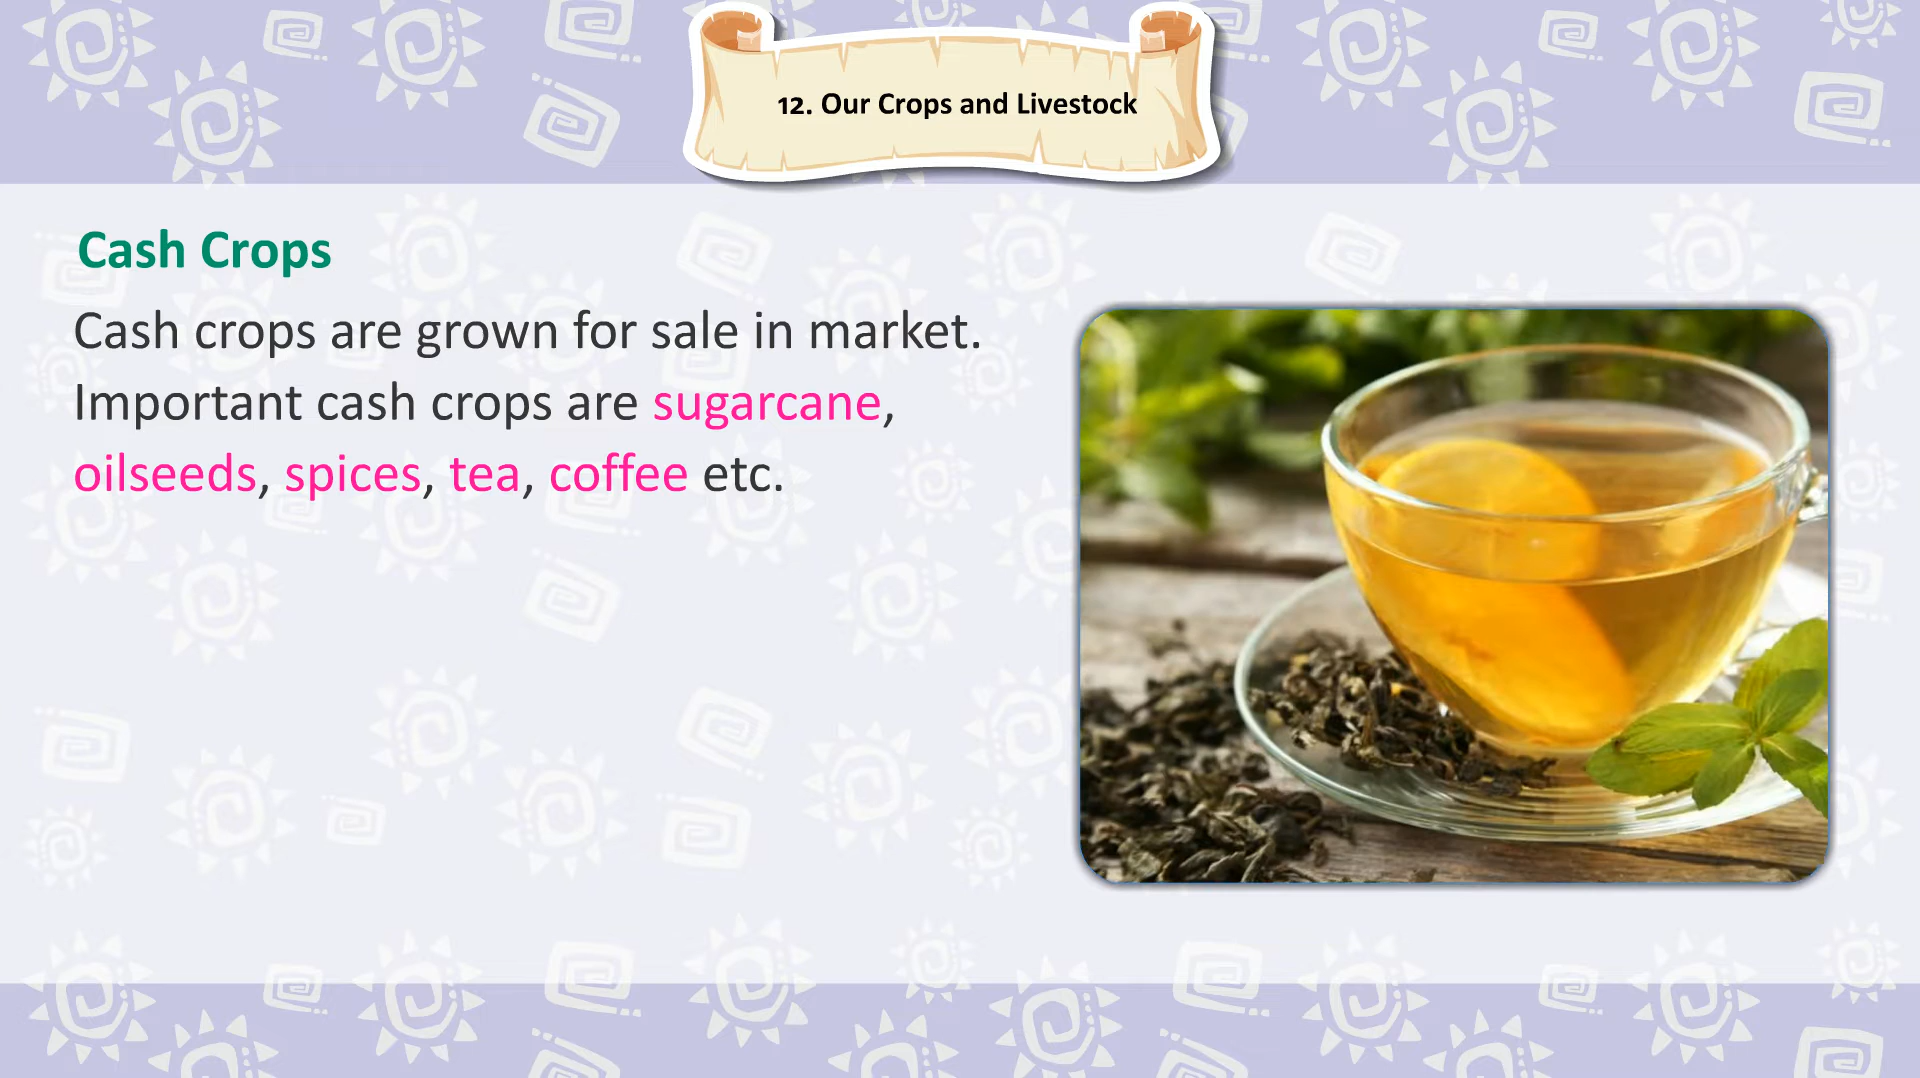 12. Our Crops and Livestock
Cash Crops
Cash crops are grown for sale in market.
Important cash crops are sugarcane,
oilseeds, spices, tea, coffee etc.